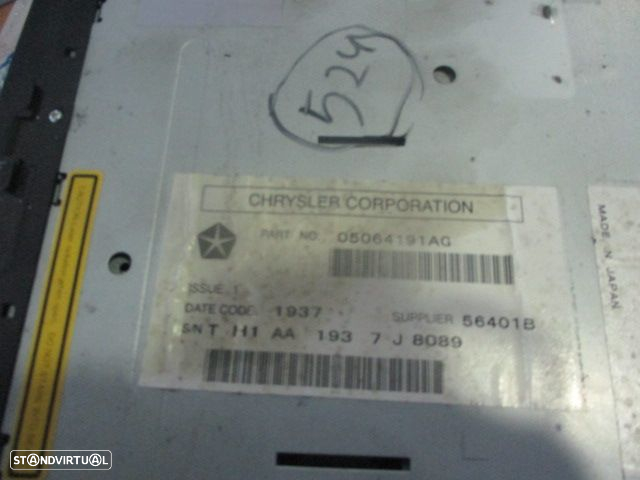 524
CHRYSLER CORPORATION
PART NO. 05064191AG
ISSUE 1
DATE CODE: 1937 SUPPLIER 56401B
S/N T H1 AA 193 7 J 8089
MADE IN JAPAN
STANDVIRTUAL